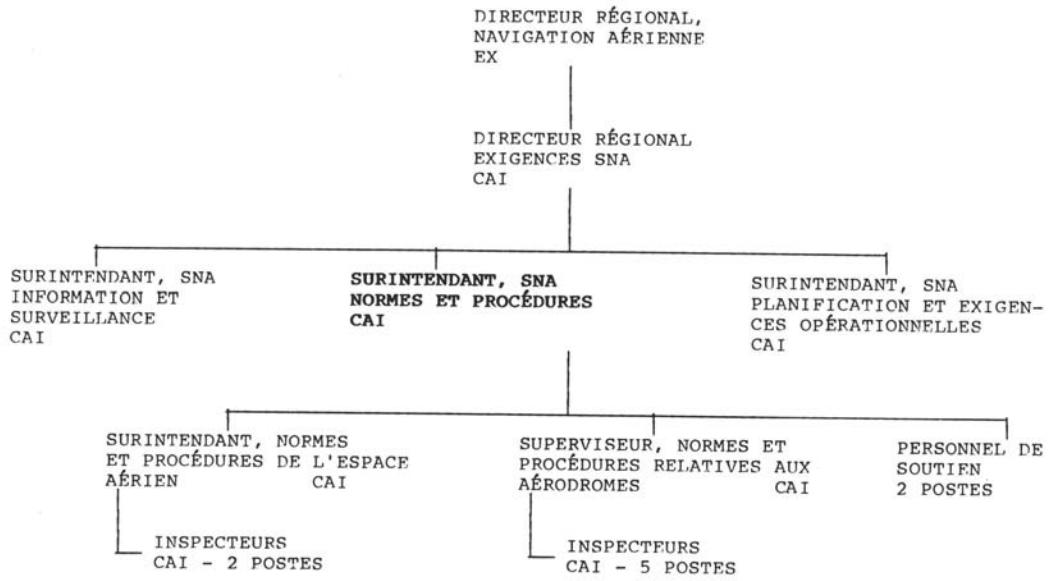 DIRECTEUR RÉGIONAL,
NAVIGATION AÉRIENNE
EX
DIRECTEUR RÉGIONAL
EXIGENCES SNA
CAI
SURINTENDANT, SNA
INFORMATION ET
SURVEILLANCE
CAI
SURINTENDANT, SNA
NORMES ET PROCÉDURES
CAI
SURINTENDANT, SNA
PLANIFICATION ET EXIGEN-
CES OPÉRATIONNELLES
CAI
SURINTENDANT, NORMES
ET PROCÉDURES DE L'ESPACE
AÉRIEN CAI
INSPECTEURS
CAI - 2 POSTES
SUPERVISEUR, NORMES ET
PROCÉDURES RELATIVES AUX
AÉRODROMES CAI
INSPECTEURS
CAI - 5 POSTES
PERSONNEL DE
SOUTIEN
2 POSTES